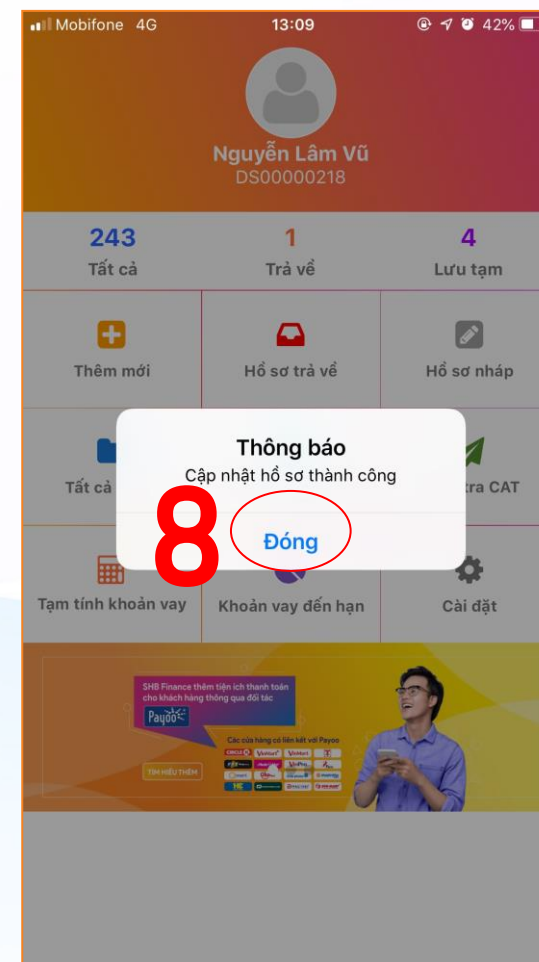 Mobifone 4G 13:09 42%
Nguyễn Lâm Vũ
DS00000218
243 1 4
Tất cả Trả về Lưu tạm
Thêm mới Hồ sơ trả về Hồ sơ nháp
Thông báo
Cập nhật hồ sơ thành công
Tất cả tra CAT
8 Đóng
Tạm tính khoản vay Khoản vay đến hạn Cài đặt
SHB Finance thêm tiện ích thanh toán
cho khách hàng thông qua đối tác
Payoo
Các cửa hàng có liên kết với Payoo
TÌM HIỂU THÊM